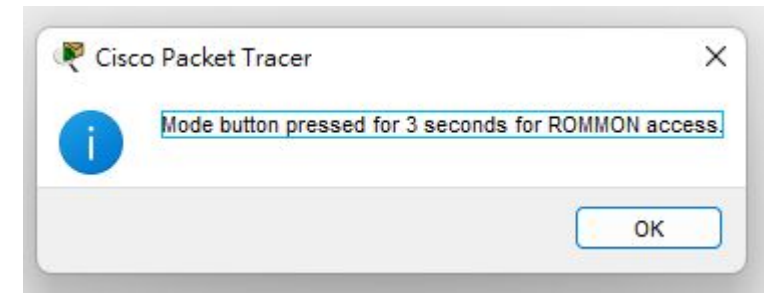 Cisco Packet Tracer
Mode button pressed for 3 seconds for ROMMON access.
OK